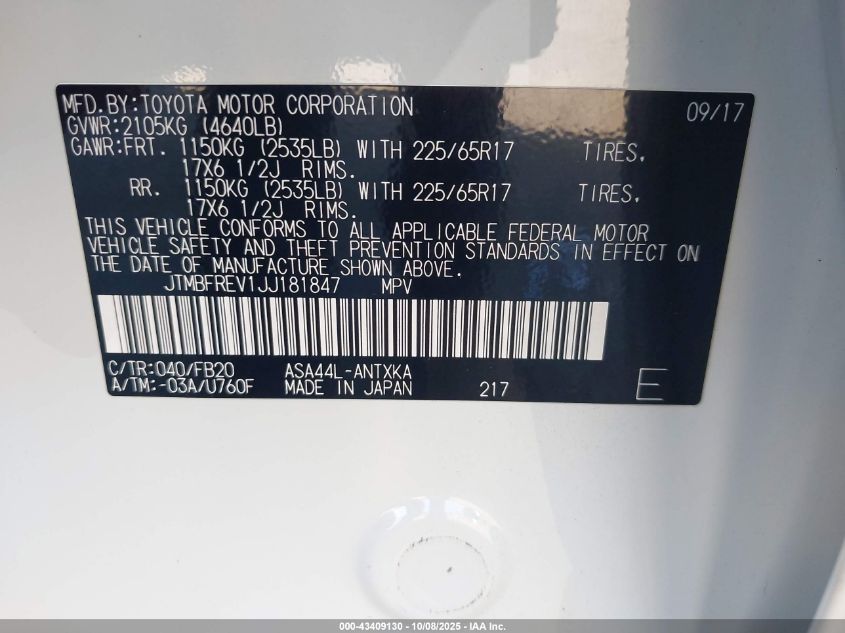 MFD.BY:TOYOTA MOTOR CORPORATION 09/17
GVWR:2105KG (4640LB)
GAWR:FRT. 1150KG (2535LB) WITH 225/65R17 TIRES,
17X6 1/2J RIMS.
RR. 1150KG (2535LB) WITH 225/65R17 TIRES,
17X6 1/2J RIMS.
THIS VEHICLE CONFORMS TO ALL APPLICABLE FEDERAL MOTOR
VEHICLE SAFETY AND THEFT PREVENTION STANDARDS IN EFFECT ON
THE DATE OF MANUFACTURE SHOWN ABOVE.
JTMBFREV1JJ181847 MPV
C/TR:040/FB20 ASA44L-ANTXKA
A/TM:-03A/U760F MADE IN JAPAN 217 E
000-43409130 - 10/08/2025 - IAA Inc.